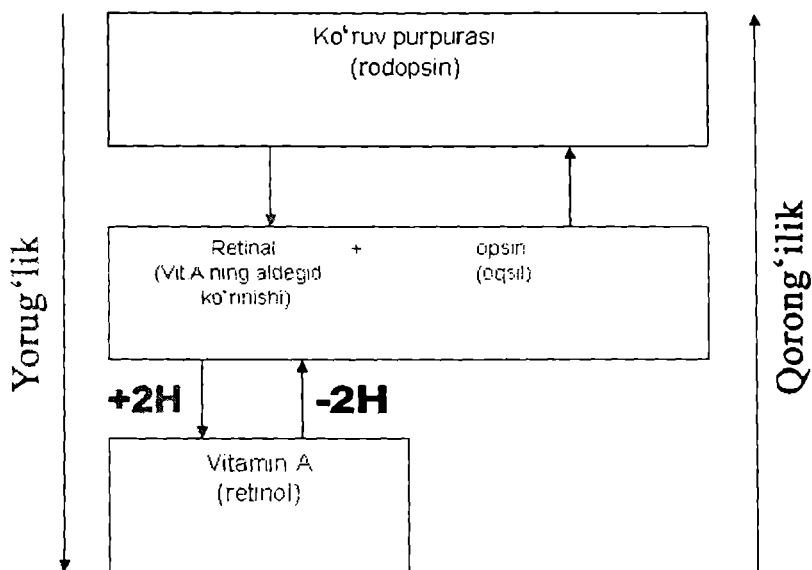 Ko‘ruv purpurası
(rodopsin)
Yorug‘lik
Qorong‘ilik
Retinal + opsin
(Vit.A ning aldegid (oqsil)
ko‘rinishi)
+2H -2H
Vitamin A
(retinol)